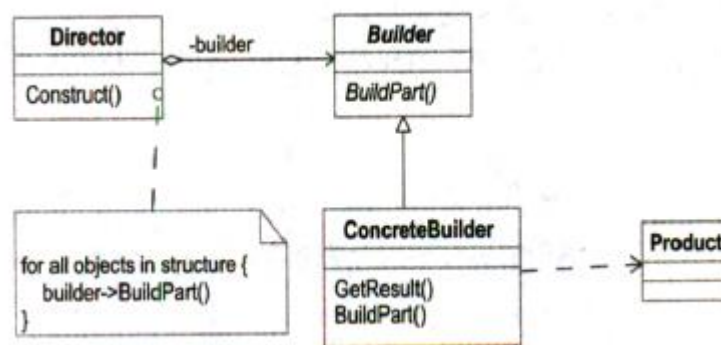 Director
-builder
Builder
Construct()
BuildPart()
for all objects in structure {
builder->BuildPart()
}
ConcreteBuilder
GetResult()
BuildPart()
Product